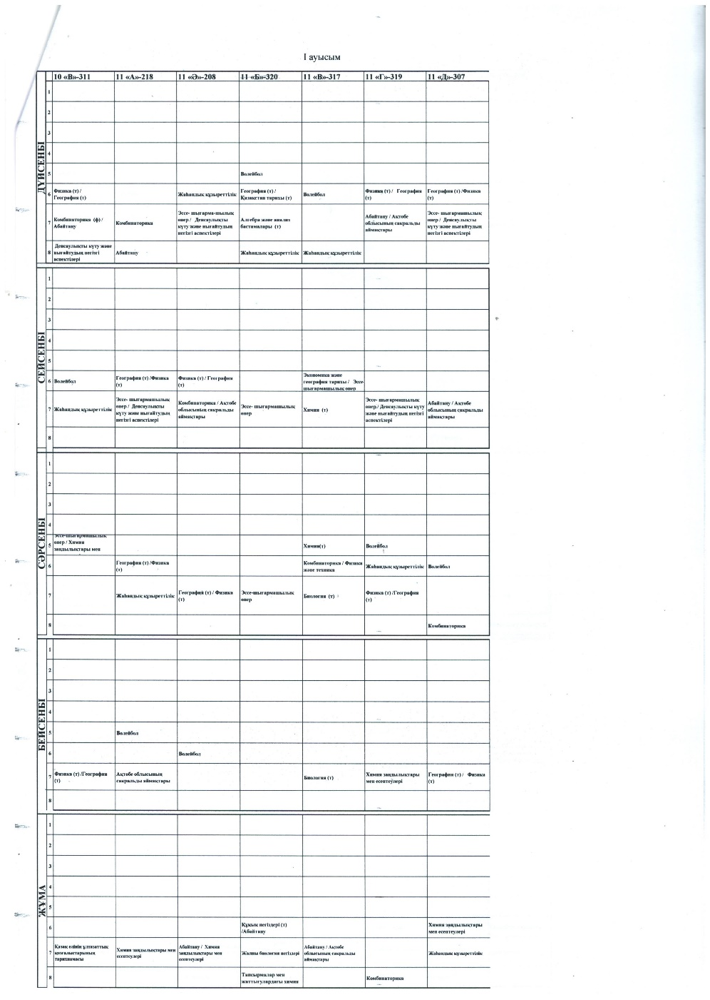 I ауысым
10 «В»-311 11 «А»-218 11 «Ә»-208 11 «Б»-320 11 «В»-317 11 «Г»-319 11 «Д»-307
ДҮЙСЕНБІ
1
2
3
4
5 Волейбол
6 Физика (т) / География (т) Жаһандық құзыреттілік География (т) / Қазақстан тарихы (т) Волейбол Физика (т) / География (т) География (т) /Физика (т)
7 Комбинаторика (ф) / Абайтану Комбинаторика Эссе- шығарма-шылық өнер / Денсаулықты күту және нығайтудың негізгі аспектілері Алгебра және анализ бастамалары (т) Абайтану / Ақтөбе облысының сакральды аймақтары Эссе- шығармашылық өнер / Денсаулықты күту және нығайтудың негізгі аспектілері
8 Денсаулықты күту және нығайтудың негізгі аспектілері Абайтану Жаһандық құзыреттілік Жаһандық құзыреттілік
СЕЙСЕНБІ
1
2
3
4
5
6 Волейбол География (т) /Физика (т) Физика (т) / География (т) Экономика және география тарихы / Эссе-шығармашылық өнер
7 Жаһандық құзыреттілік Эссе- шығармашылық өнер / Денсаулықты күту және нығайтудың негізгі аспектілері Комбинаторика / Ақтөбе облысының сакральды аймақтары Эссе- шығармашылық өнер Химия (т) Эссе- шығармашылық өнер / Денсаулықты күту және нығайтудың негізгі аспектілері Абайтану / Ақтөбе облысының сакральды аймақтары
8
СӘРСЕНБІ
1
2
3
4
5 Эссе-шығармашылық өнер / Химия заңдылықтары мен Химия(т) Волейбол
6 География (т) /Физика (т) Комбинаторика / Физика және техника Жаһандық құзыреттілік Волейбол
7 Жаһандық құзыреттілік География (т) / Физика (т) Эссе-шығармашылық өнер Биология (т) Физика (т) /География (т)
8 Комбинаторика
БЕЙСЕНБІ
1
2
3
4
5 Волейбол
6 Волейбол
7 Физика (т) /География (т) Ақтөбе облысының сакральды аймақтары Биология (т) Химия заңдылықтары мен есептеулері География (т) / Физика (т)
8
ЖҰМА
1
2
3
4
5
6 Құқық негіздері (т) /Абайтану Химия заңдылықтары мен есептеулері
7 Қазақ елінің ұлтазаттық қозғалыстарының тарихнамасы Химия заңдылықтары мен есептеулері Абайтану / Химия заңдылықтары мен есептеулері Жалпы биология негіздері Абайтану / Ақтөбе облысының сакральды аймақтары Жаһандық құзыреттілік
8 Тапсырмалар мен жаттығулардағы химия Комбинаторика